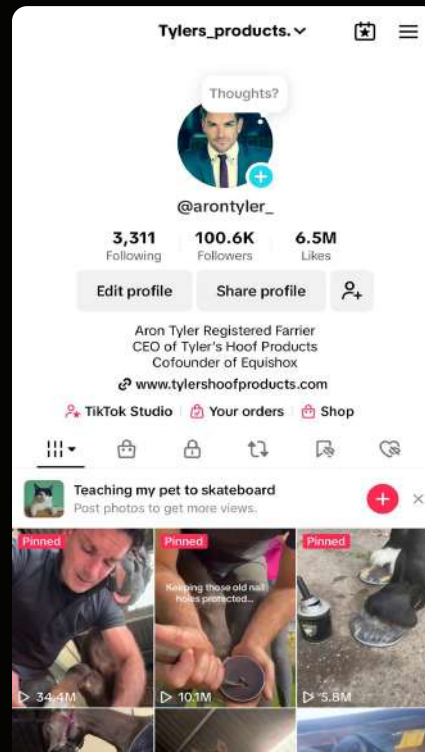 Tylers_products.
Thoughts?
@arontyler_
3,311 100.6K 6.5M
Following Followers Likes
Edit profile Share profile
Aron Tyler Registered Farrier
CEO of Tyler's Hoof Products
Cofounder of Equishox
www.tylershoofproducts.com
TikTok Studio Your orders Shop
Teaching my pet to skateboard
Post photos to get more views.
Pinned Pinned Pinned
Keeping those old nail
holes protected...
34.4M 10.1M 5.8M